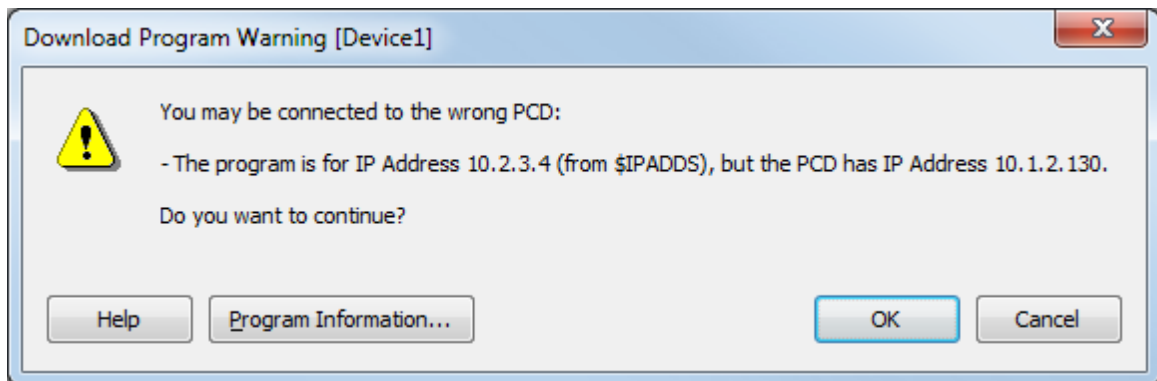 Download Program Warning [Device1]
You may be connected to the wrong PCD:
- The program is for IP Address 10.2.3.4 (from $IPADDS), but the PCD has IP Address 10.1.2.130.
Do you want to continue?
Help
Program Information...
OK
Cancel